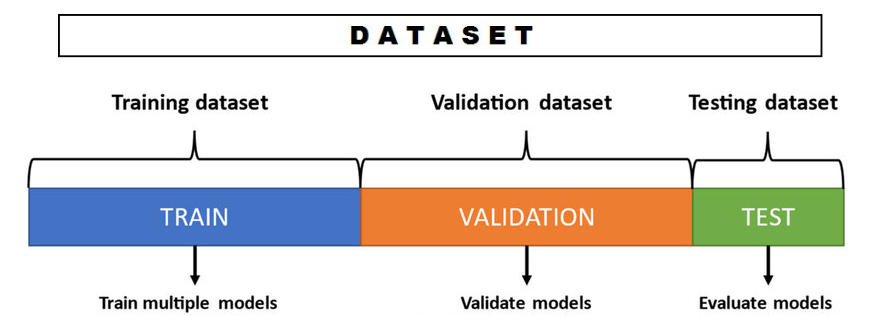 DATASET
Training dataset
Validation dataset
Testing dataset
TRAIN
VALIDATION
TEST
Train multiple models
Validate models
Evaluate models